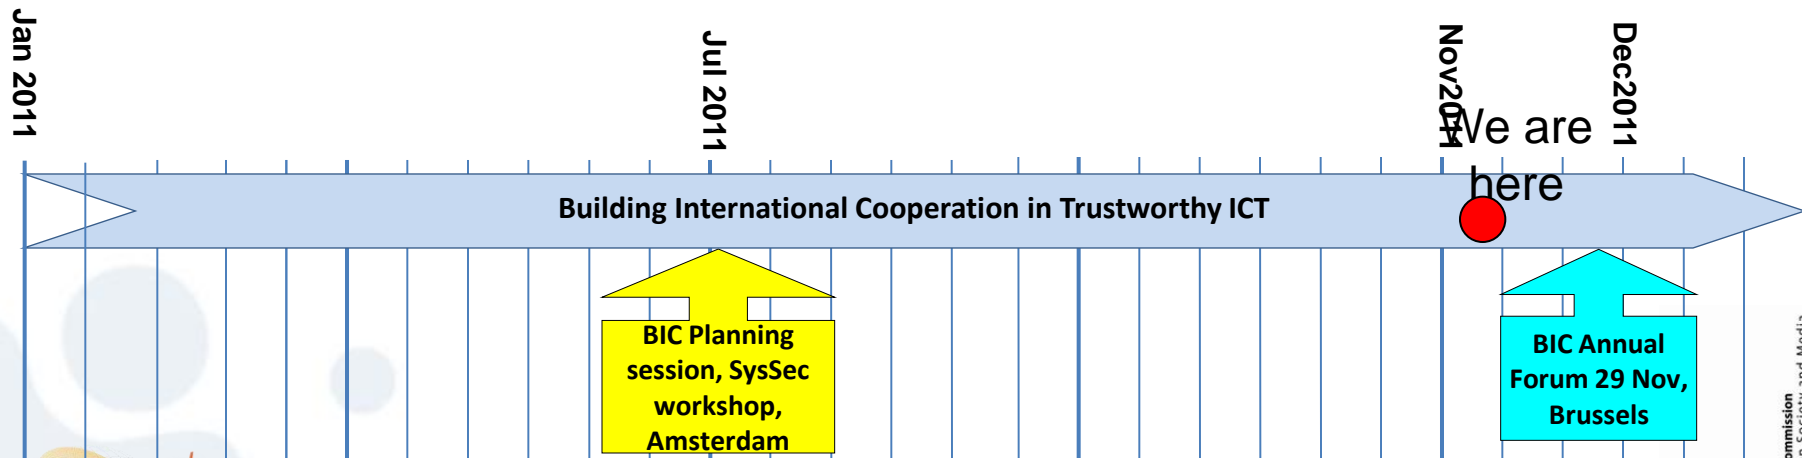 Jan 2011
Jul 2011
Nov2011
Dec2011
We are
here
Building International Cooperation in Trustworthy ICT
BIC Planning
session, SysSec
workshop,
Amsterdam
BIC Annual
Forum 29 Nov,
Brussels